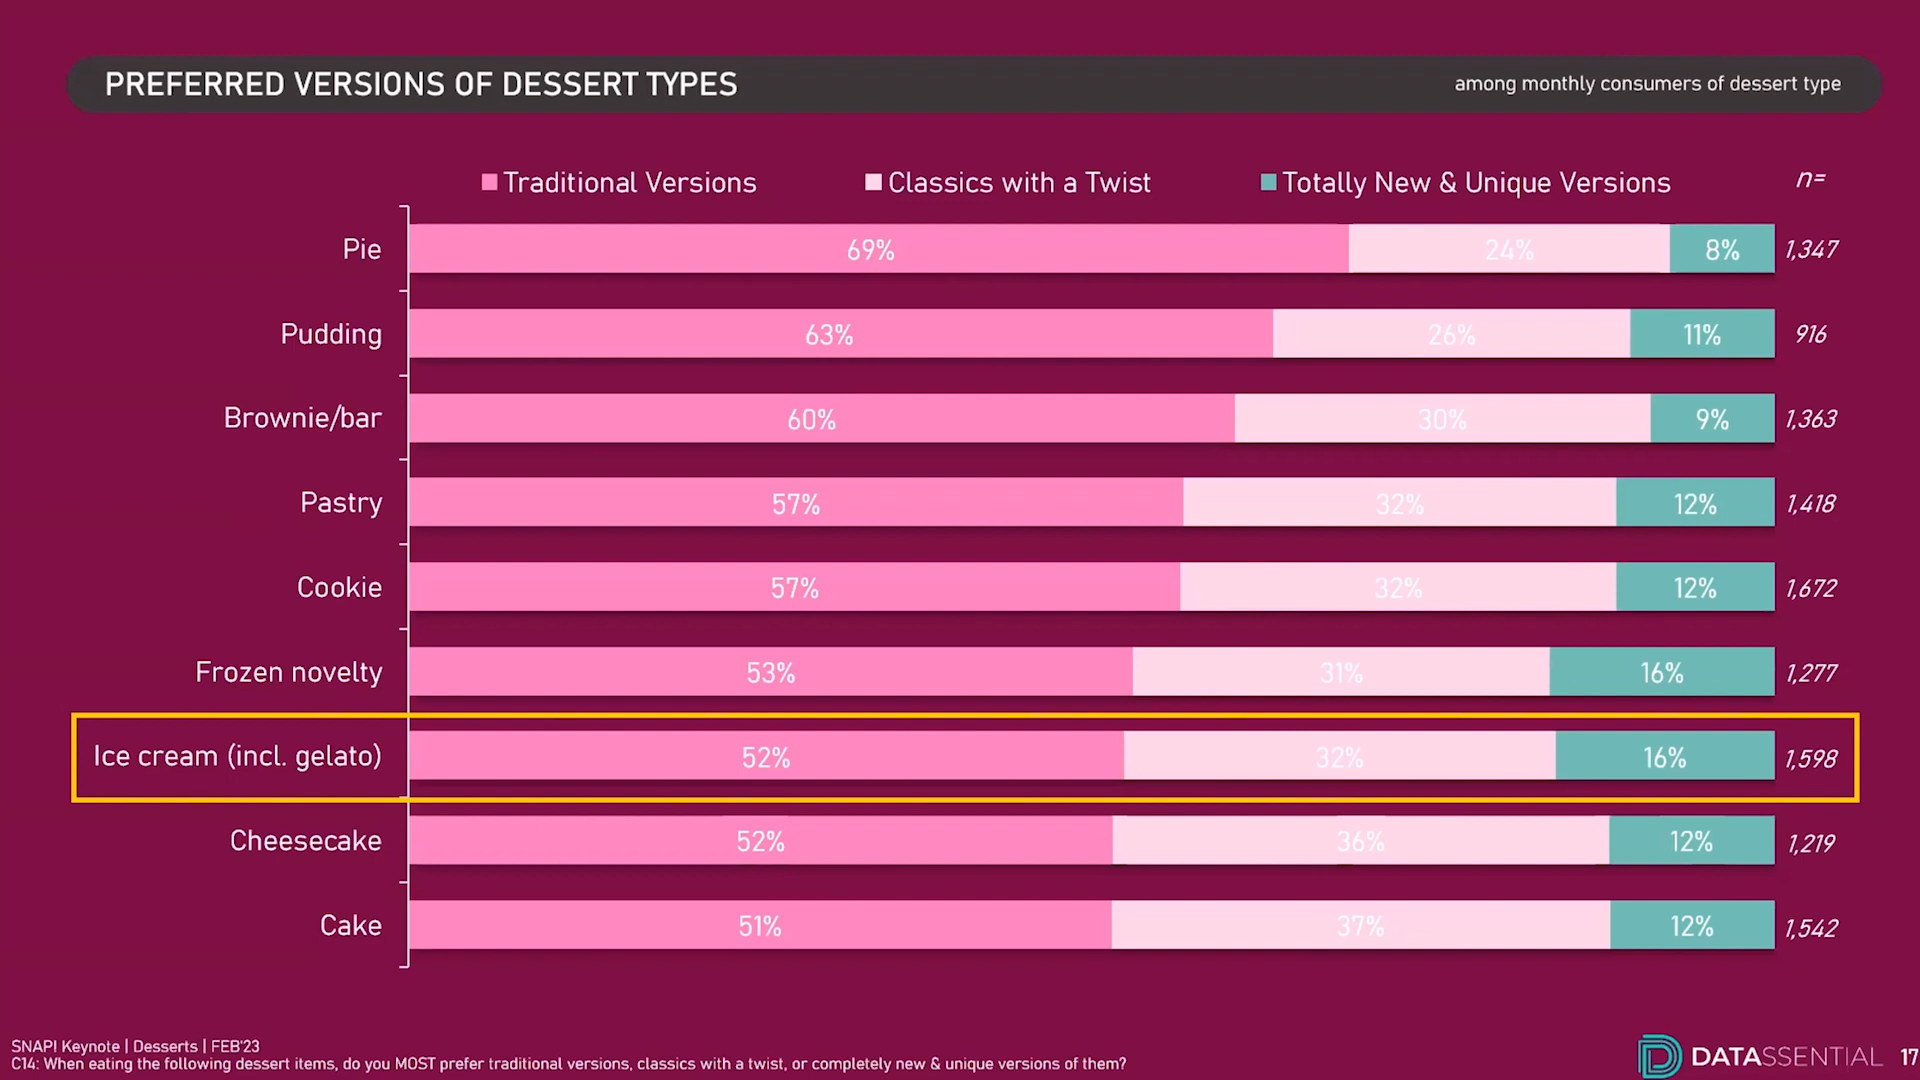 PREFERRED VERSIONS OF DESSERT TYPES
among monthly consumers of dessert type
Traditional Versions Classics with a Twist Totally New & Unique Versions n=
Pie 69% 24% 8% 1,347
Pudding 63% 26% 11% 916
Brownie/bar 60% 30% 9% 1,363
Pastry 57% 32% 12% 1,418
Cookie 57% 32% 12% 1,672
Frozen novelty 53% 31% 16% 1,277
Ice cream (incl. gelato) 52% 32% 16% 1,598
Cheesecake 52% 36% 12% 1,219
Cake 51% 37% 12% 1,542
SNAP! Keynote | Desserts | FEB'23
C14: When eating the following dessert items, do you MOST prefer traditional versions, classics with a twist, or completely new & unique versions of them?
DATASSENTIAL 17